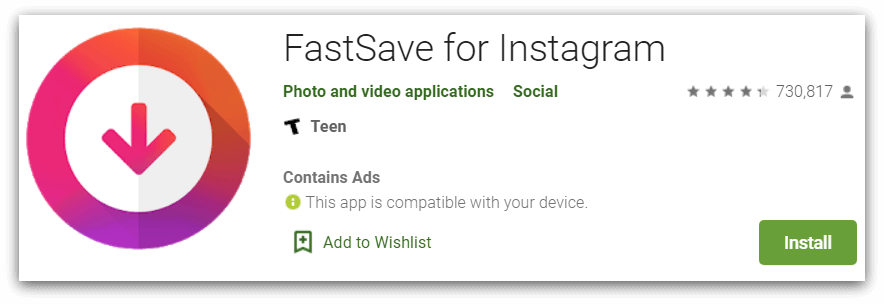 FastSave for Instagram
Photo and video applications Social 730,817
Teen
Contains Ads
This app is compatible with your device.
Add to Wishlist
Install